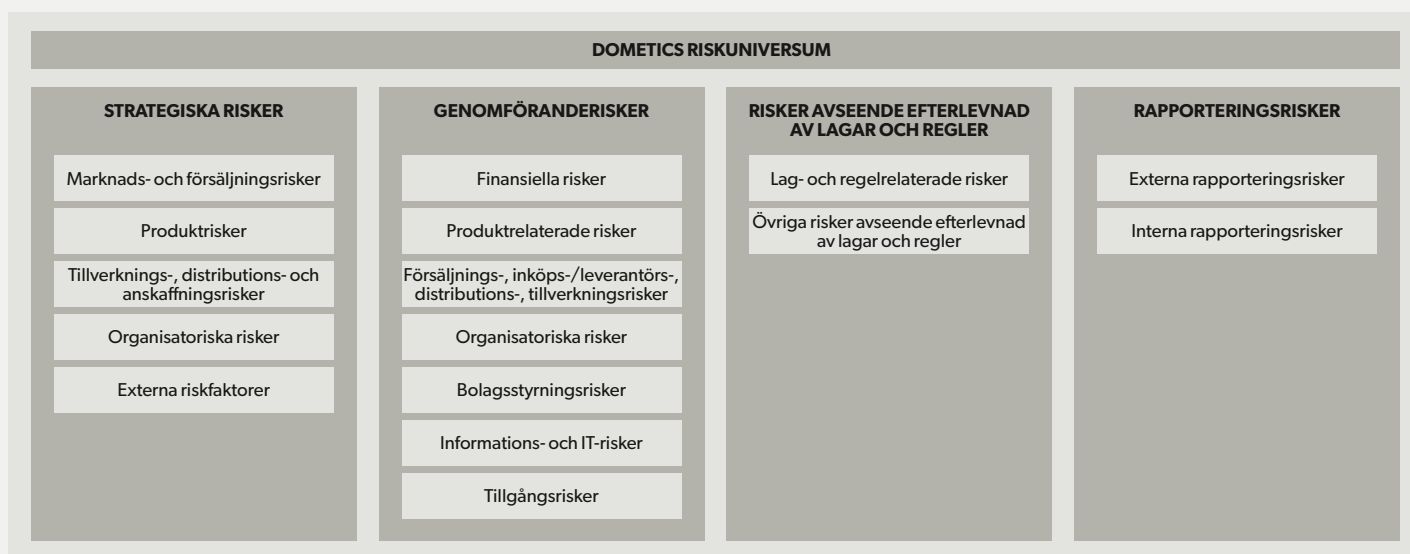 DOMETICS RISKUNIVERSUM
STRATEGISKA RISKER
Marknads- och försäljningsrisker
Produktrisker
Tillverknings-, distributions- och
anskaffningsrisker
Organisatoriska risker
Externa riskfaktorer
GENOMFÖRANDERISKER
Finansiella risker
Produktrelaterade risker
Försäljnings-, inköps-/leverantörs-,
distributions-, tillverkningsrisker
Organisatoriska risker
Bolagsstyrningsrisker
Informations- och IT-risker
Tillgångsrisker
RISKER AVSEENDE EFTERLEVNAD
AV LAGAR OCH REGLER
Lag- och regelrelaterade risker
Övriga risker avseende efterlevnad
av lagar och regler
RAPPORTERINGSRISKER
Externa rapporteringsrisker
Interna rapporteringsrisker